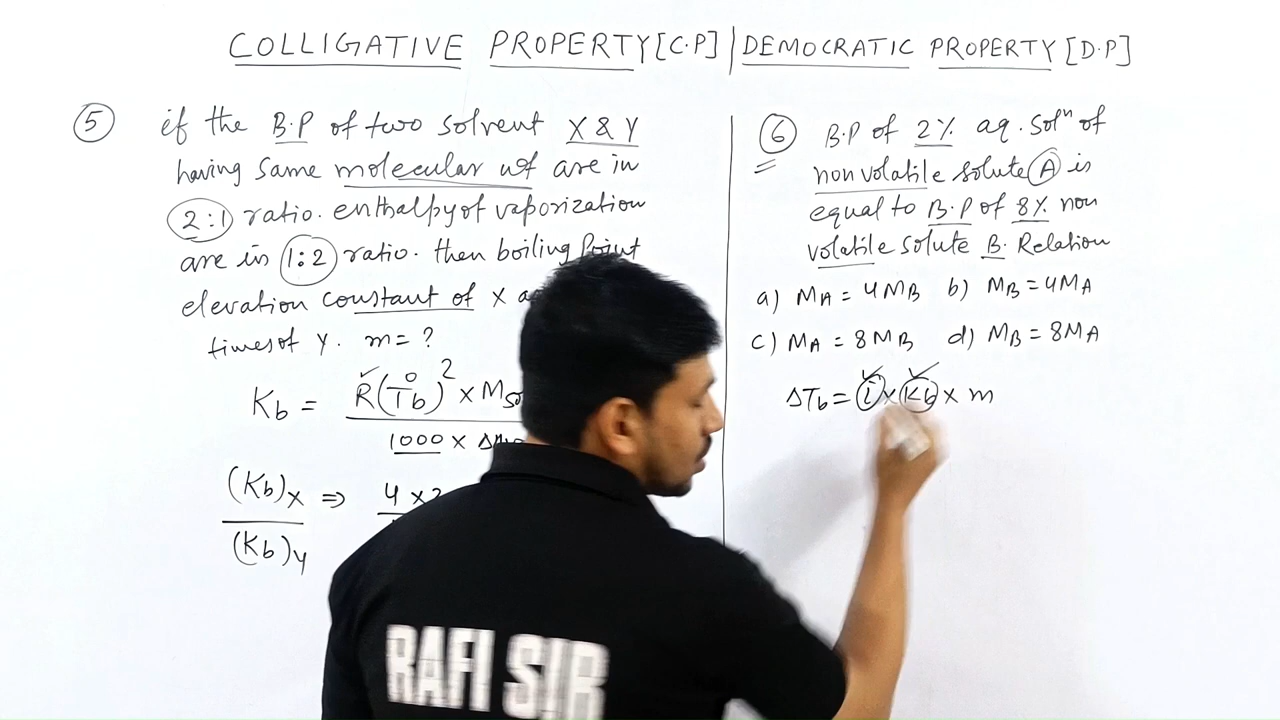 COLLIGATIVE PROPERTY[C.P] | DEMOCRATIC PROPERTY[D.P]
5 if the B.P of two solvent X & Y
having same molecular wt are in
2:1 ratio. enthalpy of vaporization
are in 1:2 ratio. then boiling Point
elevation constant of X
times of Y. m= ?
Kb = R(T°b)² × M
1000 × Δ
(Kb)X ⇒ 4 × 2
(Kb)Y
6 B.P of 2% aq. Solⁿ of
non volatile solute A is
equal to B.P of 8% non
volatile solute B. Relation
a) MA = 4MB b) MB = 4MA
c) MA = 8MB d) MB = 8MA
ΔTb = i × Kb × m
RAFI SIR